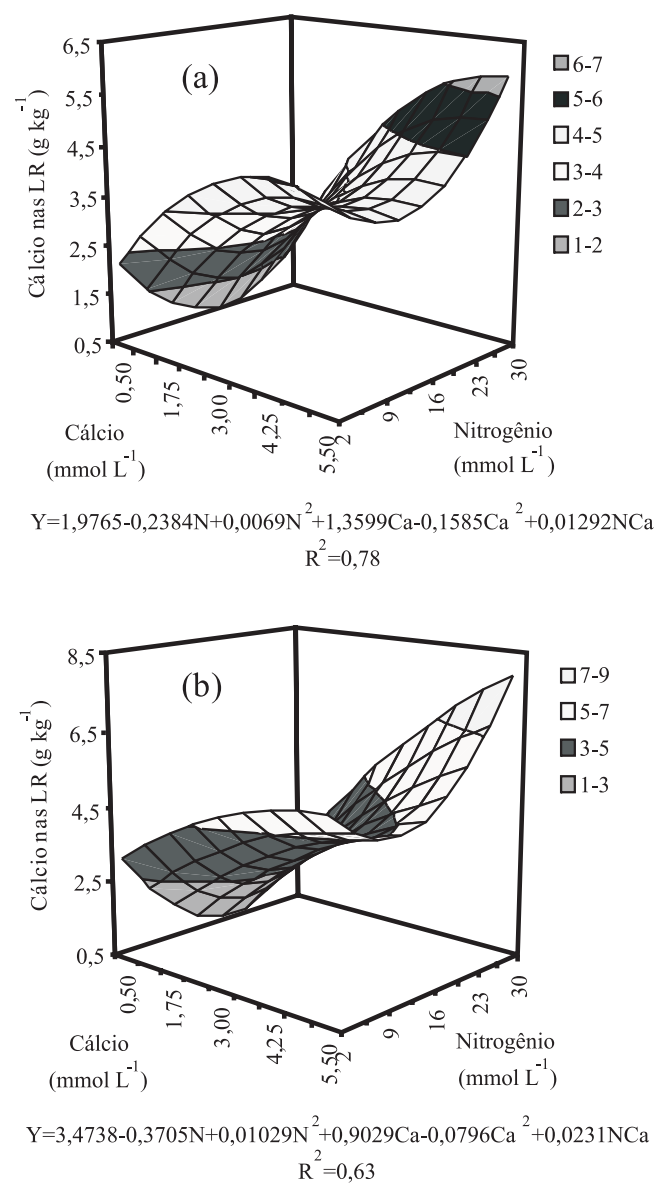 (a)
Cálcio nas LR (g kg⁻¹)
6,5
5,5
4,5
3,5
2,5
1,5
0,5
6-7
5-6
4-5
3-4
2-3
1-2
0,50
1,75
3,00
4,25
5,50
2
9
16
23
30
Cálcio
(mmol L⁻¹)
Nitrogênio
(mmol L⁻¹)
Y=1,9765-0,2384N+0,0069N²+1,3599Ca-0,1585Ca²+0,01292NCa
R²=0,78
(b)
Cálcio nas LR (g kg⁻¹)
8,5
6,5
4,5
2,5
0,5
7-9
5-7
3-5
1-3
0,50
1,75
3,00
4,25
5,50
2
9
16
23
30
Cálcio
(mmol L⁻¹)
Nitrogênio
(mmol L⁻¹)
Y=3,4738-0,3705N+0,01029N²+0,9029Ca-0,0796Ca²+0,0231NCa
R²=0,63